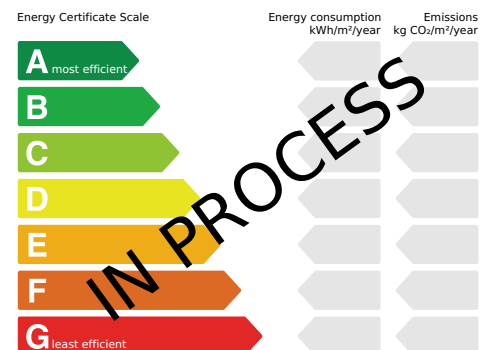 Energy Certificate Scale
Energy consumption
kWh/m²/year
Emissions
kg CO₂/m²/year
A most efficient
B
C
D
E
F
G least efficient
IN PROCESS